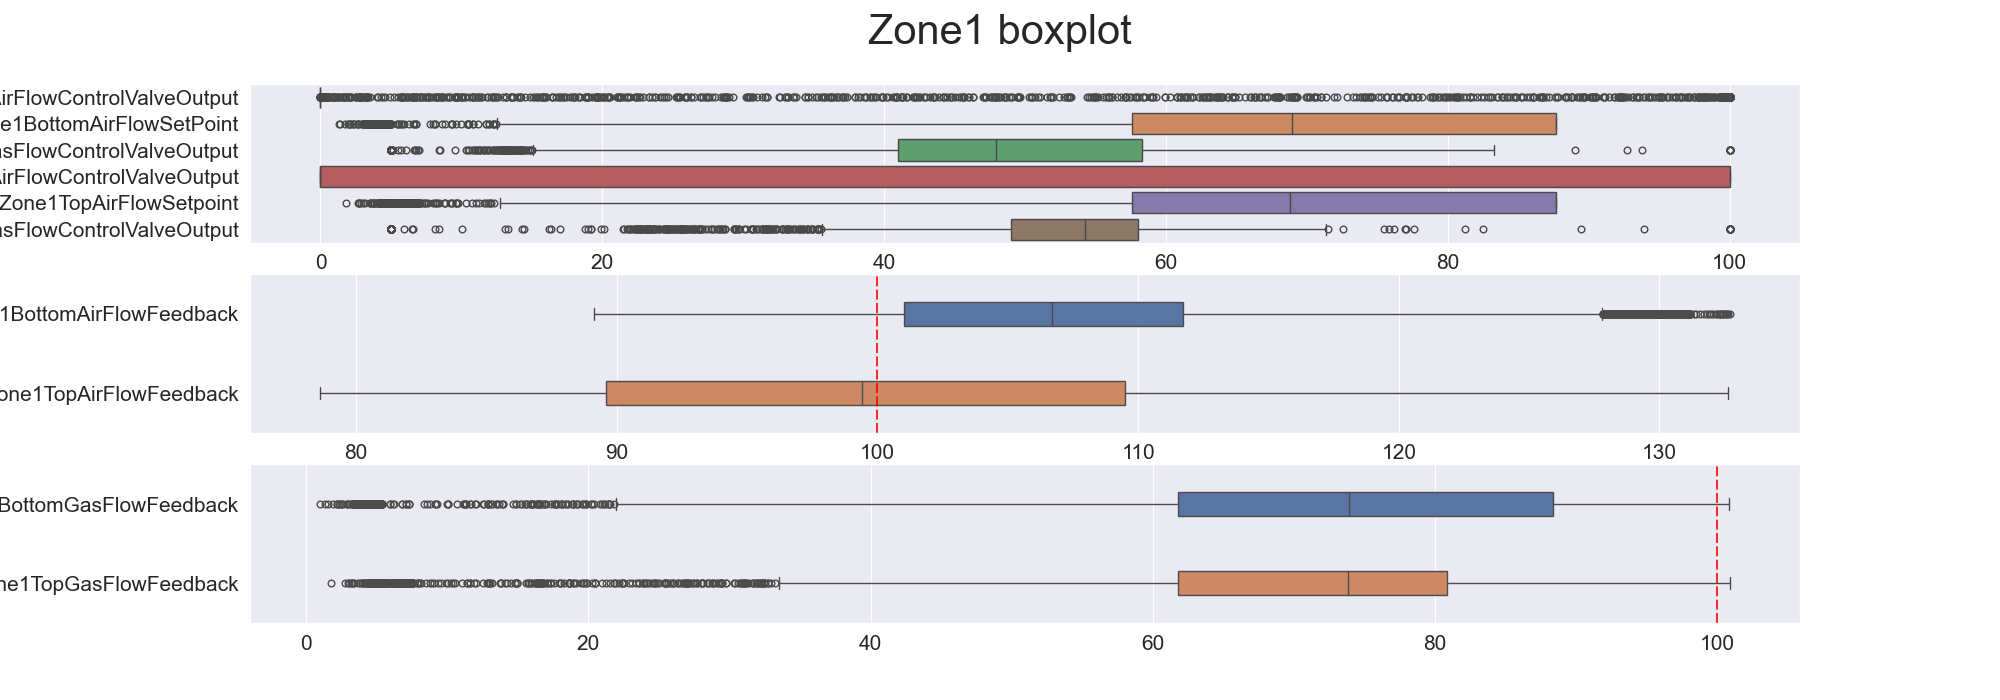 Zone1 boxplot
irFlowControlValveOutput
e1BottomAirFlowSetPoint
asFlowControlValveOutput
irFlowControlValveOutput
Zone1TopAirFlowSetpoint
asFlowControlValveOutput
0 20 40 60 80 100
1BottomAirFlowFeedback
one1TopAirFlowFeedback
80 90 100 110 120 130
BottomGasFlowFeedback
ne1TopGasFlowFeedback
0 20 40 60 80 100